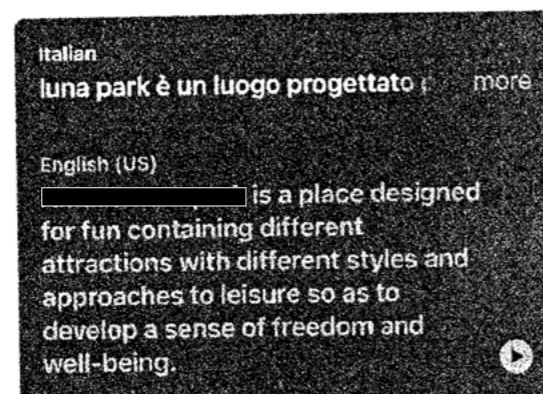 Italian
luna park è un luogo progettato
more
English (US)
is a place designed
for fun containing different
attractions with different styles and
approaches to leisure so as to
develop a sense of freedom and
well-being.